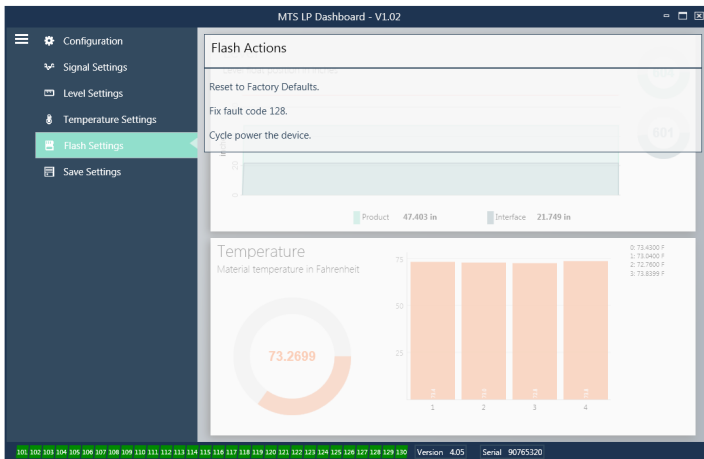 MTS LP Dashboard - V1.02
Configuration
Signal Settings
Level Settings
Temperature Settings
Flash Settings
Save Settings
Flash Actions
Reset to Factory Defaults.
Fix fault code 128.
Cycle power the device.
601
20
0
Product 47.403 in Interface 21.749 in
Temperature
Material temperature in Fahrenheit
73.2699
75
50
25
1 2 3 4
0: 73.4300 F
1: 73.0400 F
2: 72.7600 F
3: 73.8399 F
101 102 103 104 105 106 107 108 109 110 111 112 113 114 115 116 117 118 119 120 121 122 123 124 125 126 127 128 129 130 Version 4.05 Serial 90765320